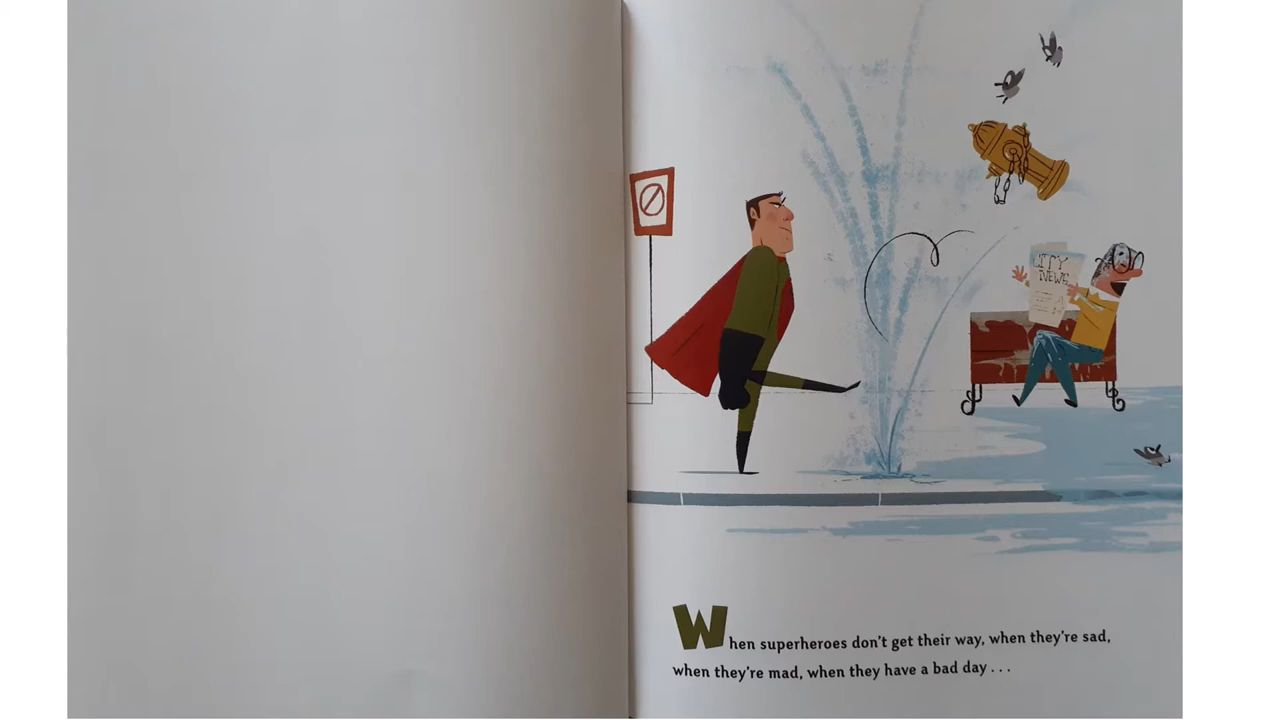 CITY
NEWS
When superheroes don't get their way, when they're sad,
when they're mad, when they have a bad day . . .